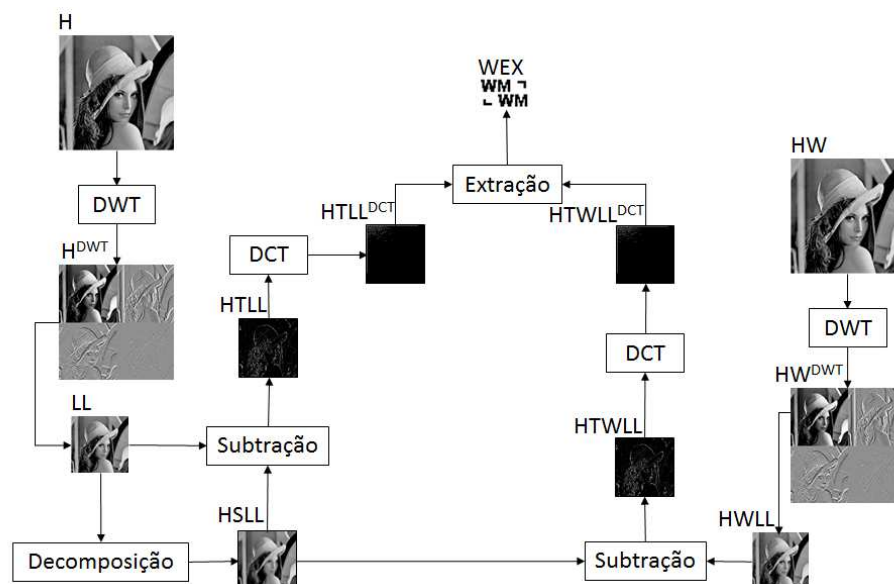 H
DWT
H^DWT
LL
Decomposição
HSLL
Subtração
HTLL
DCT
HTLL^DCT
Extração
WEX
WM
WM
HTWLL^DCT
DCT
HTWLL
Subtração
HWLL
HW^DWT
DWT
HW